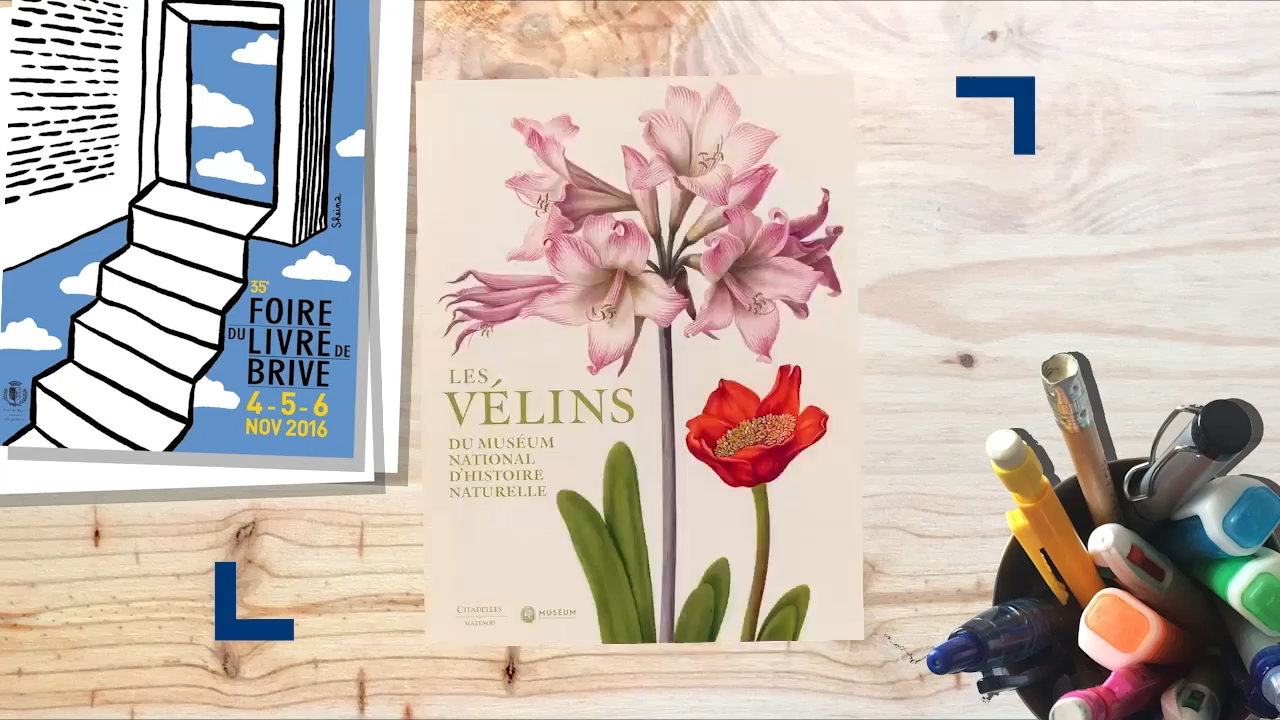 Sheina
35e
FOIRE
DU LIVRE DE
BRIVE
4-5-6
NOV 2016
LES
VÉLINS
DU MUSÉUM
NATIONAL
D'HISTOIRE
NATURELLE
CITADELLES
MAZENOD
MUSÉUM